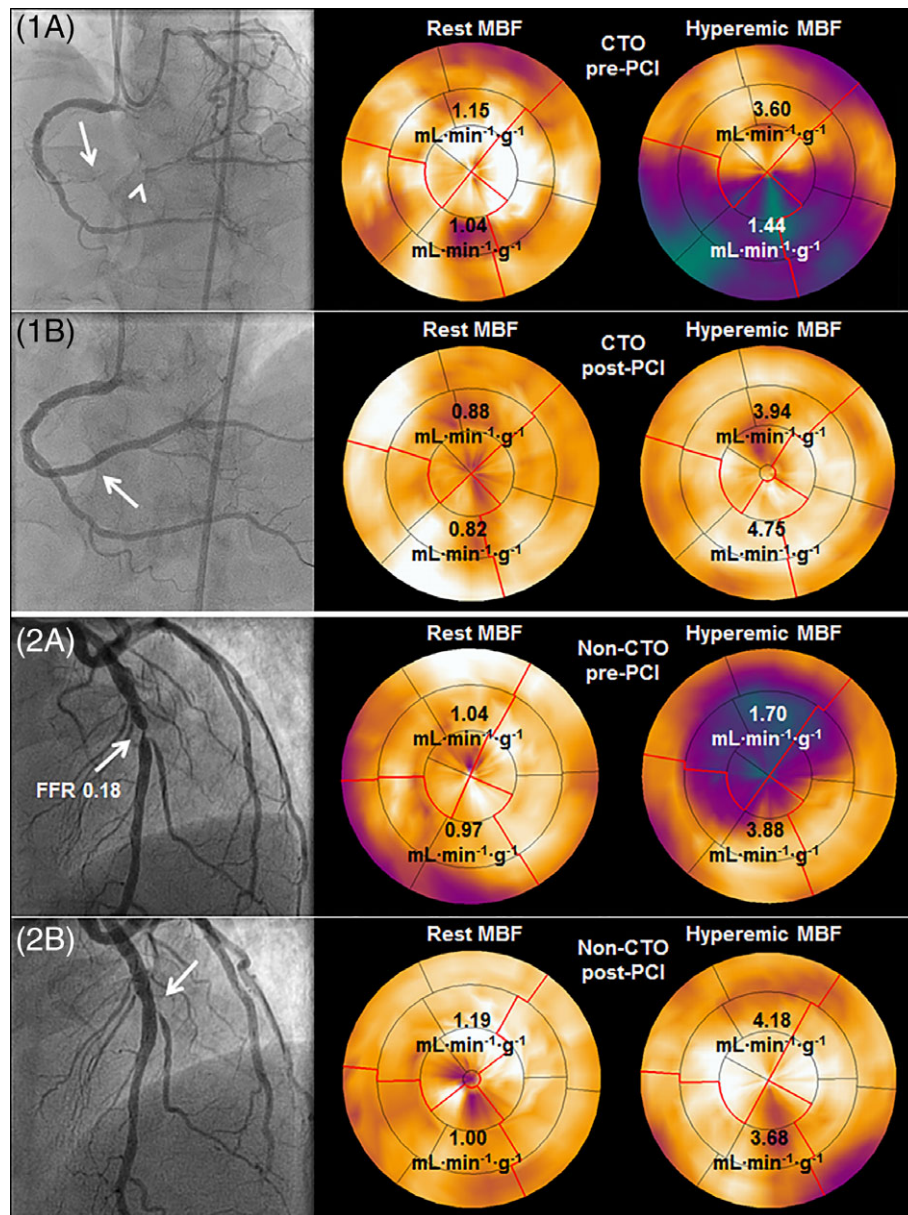 (1A)
Rest MBF
CTO
pre-PCI
Hyperemic MBF
1.15
mL·min⁻¹·g⁻¹
1.04
mL·min⁻¹·g⁻¹
3.60
mL·min⁻¹·g⁻¹
1.44
mL·min⁻¹·g⁻¹
(1B)
Rest MBF
CTO
post-PCI
Hyperemic MBF
0.88
mL·min⁻¹·g⁻¹
0.82
mL·min⁻¹·g⁻¹
3.94
mL·min⁻¹·g⁻¹
4.75
mL·min⁻¹·g⁻¹
(2A)
FFR 0.18
Rest MBF
Non-CTO
pre-PCI
Hyperemic MBF
1.04
mL·min⁻¹·g⁻¹
0.97
mL·min⁻¹·g⁻¹
1.70
mL·min⁻¹·g⁻¹
3.88
mL·min⁻¹·g⁻¹
(2B)
Rest MBF
Non-CTO
post-PCI
Hyperemic MBF
1.19
mL·min⁻¹·g⁻¹
1.00
mL·min⁻¹·g⁻¹
4.18
mL·min⁻¹·g⁻¹
3.68
mL·min⁻¹·g⁻¹